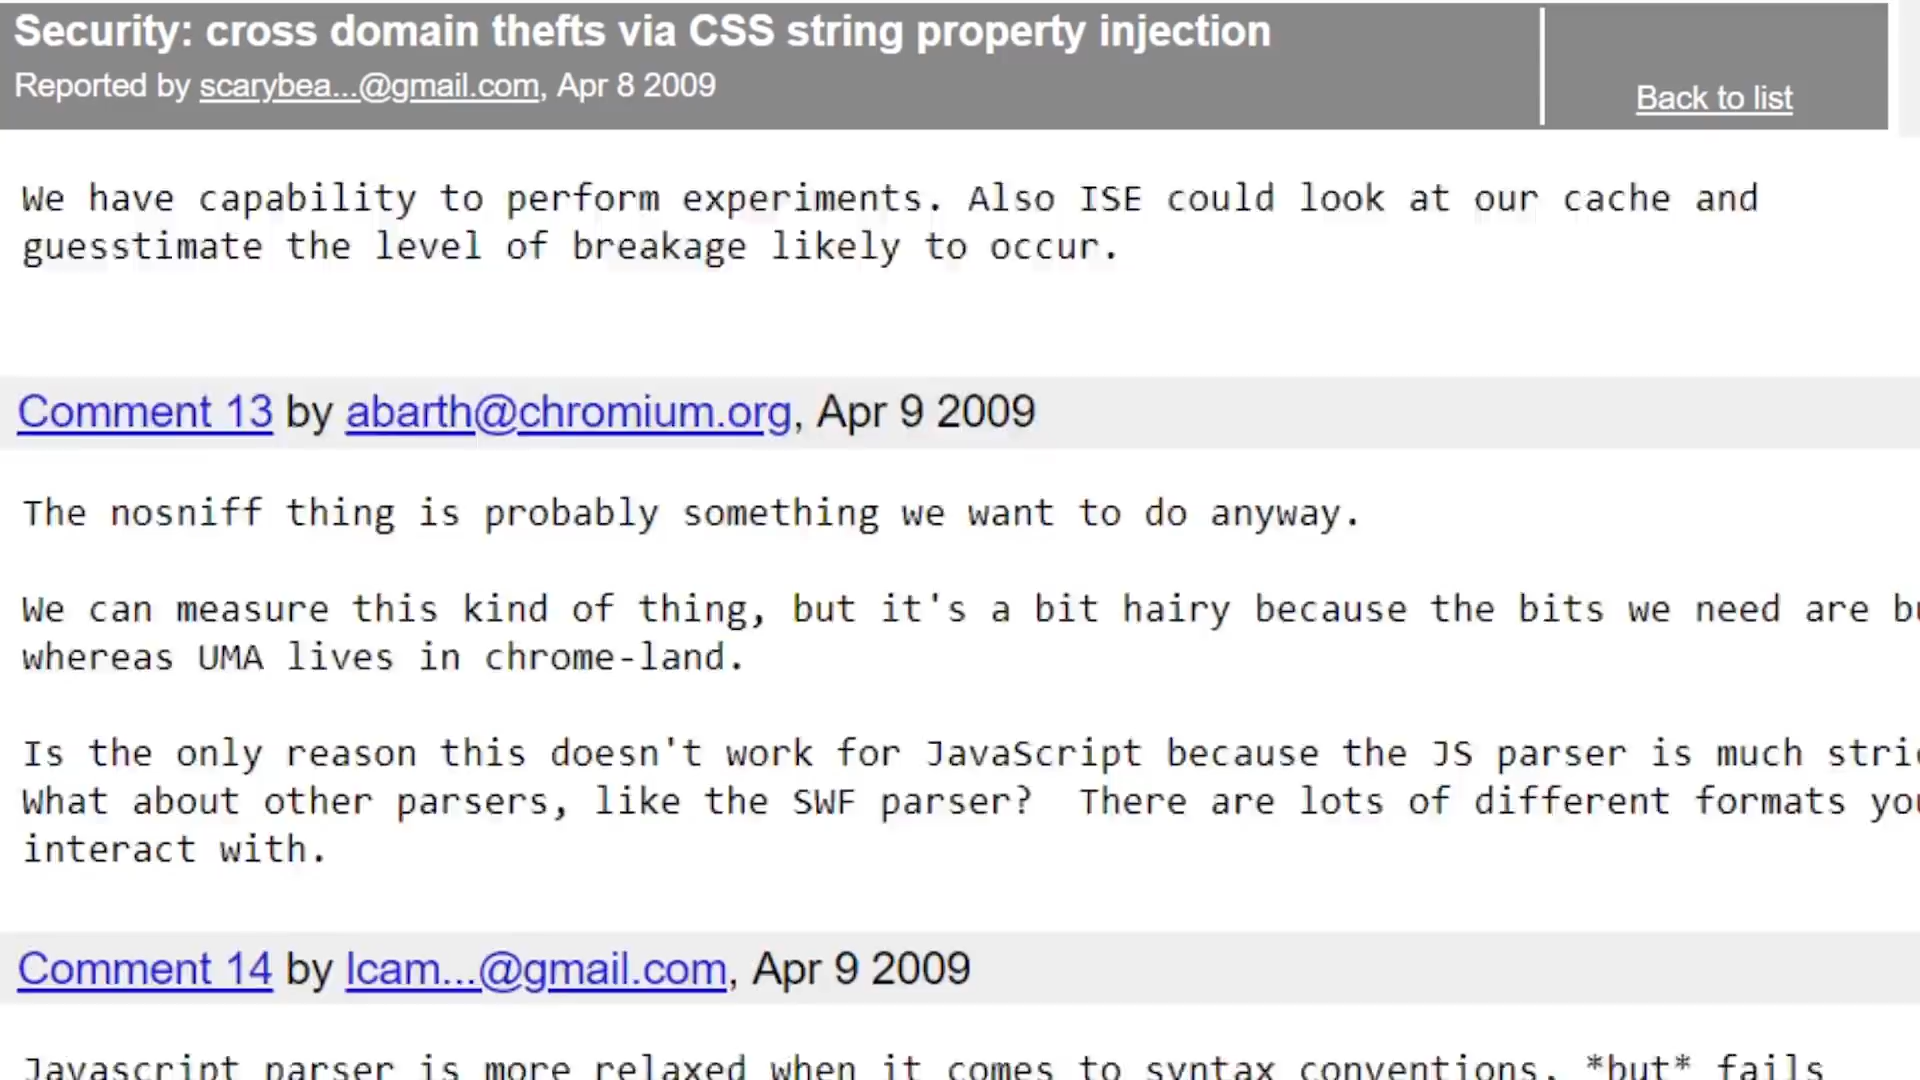 Security: cross domain thefts via CSS string property injection
Reported by scarybea...@gmail.com, Apr 8 2009
Back to list
We have capability to perform experiments. Also ISE could look at our cache and
guesstimate the level of breakage likely to occur.
Comment 13 by abarth@chromium.org, Apr 9 2009
The nosniff thing is probably something we want to do anyway.
We can measure this kind of thing, but it's a bit hairy because the bits we need are
whereas UMA lives in chrome-land.
Is the only reason this doesn't work for JavaScript because the JS parser is much
What about other parsers, like the SWF parser?  There are lots of different formats
interact with.
Comment 14 by lcam...@gmail.com, Apr 9 2009
Javascript parser is more relaxed when it comes to syntax conventions, *but* fails